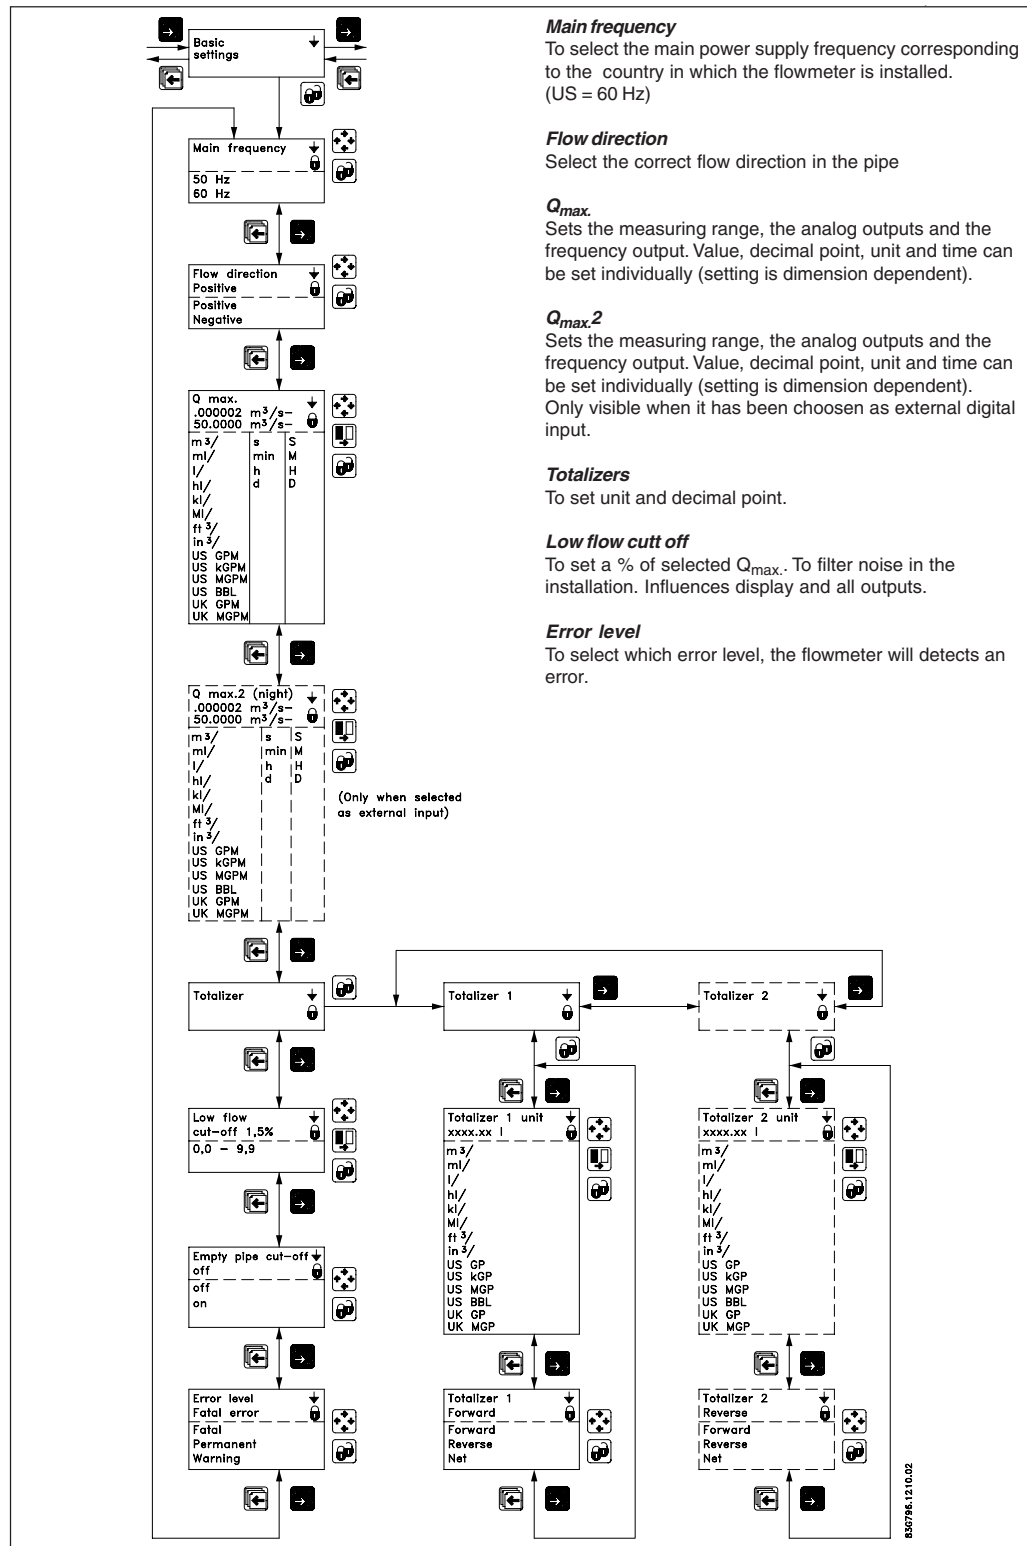 Basic
settings
Main frequency
50 Hz
60 Hz
Flow direction
Positive
Positive
Negative
Q max.
.000002 m³/s-
50.0000 m³/s-
m³/ s S
ml/ min M
l/ h H
hl/ d D
kl/
Ml/
ft³/
in³/
US GPM
US kGPM
US MGPM
US BBL
UK GPM
UK MGPM
Q max.2 (night)
.000002 m³/s-
50.0000 m³/s-
m³/ s S
ml/ min M
l/ h H
hl/ d D
kl/
Ml/
ft³/
in³/
US GPM
US kGPM
US MGPM
US BBL
UK GPM
UK MGPM
(Only when selected
as external input)
Totalizer
Low flow
cut-off 1,5%
0,0 - 9,9
Empty pipe cut-off
off
off
on
Error level
Fatal error
Fatal
Permanent
Warning
Totalizer 1
Totalizer 1 unit
xxxx.xx l
m³/
ml/
l/
hl/
kl/
Ml/
ft³/
in³/
US GP
US kGP
US MGP
US BBL
UK GP
UK MGP
Totalizer 1
Forward
Forward
Reverse
Net
Totalizer 2
Totalizer 2 unit
xxxx.xx l
m³/
ml/
l/
hl/
kl/
Ml/
ft³/
in³/
US GP
US kGP
US MGP
US BBL
UK GP
UK MGP
Totalizer 2
Reverse
Forward
Reverse
Net
Main frequency
To select the main power supply frequency corresponding
to the country in which the flowmeter is installed.
(US = 60 Hz)
Flow direction
Select the correct flow direction in the pipe
Qmax.
Sets the measuring range, the analog outputs and the
frequency output. Value, decimal point, unit and time can
be set individually (setting is dimension dependent).
Qmax.2
Sets the measuring range, the analog outputs and the
frequency output. Value, decimal point, unit and time can
be set individually (setting is dimension dependent).
Only visible when it has been choosen as external digital
input.
Totalizers
To set unit and decimal point.
Low flow cutt off
To set a % of selected Qmax.. To filter noise in the
installation. Influences display and all outputs.
Error level
To select which error level, the flowmeter will detects an
error.
83G796.1210.02